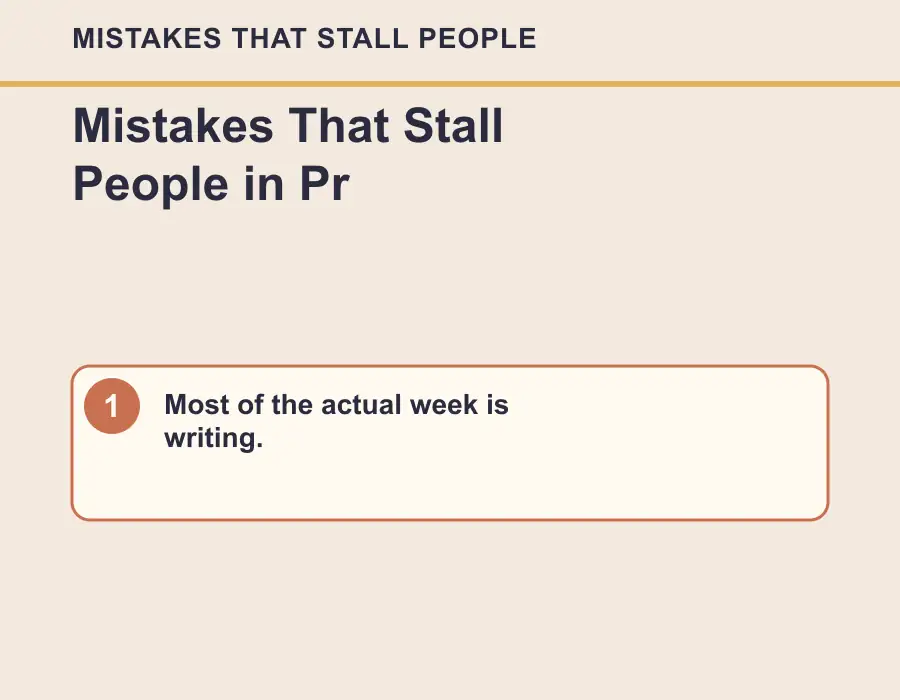 MISTAKES THAT STALL PEOPLE
Mistakes That Stall
People in Pr
1
Most of the actual week is
writing.